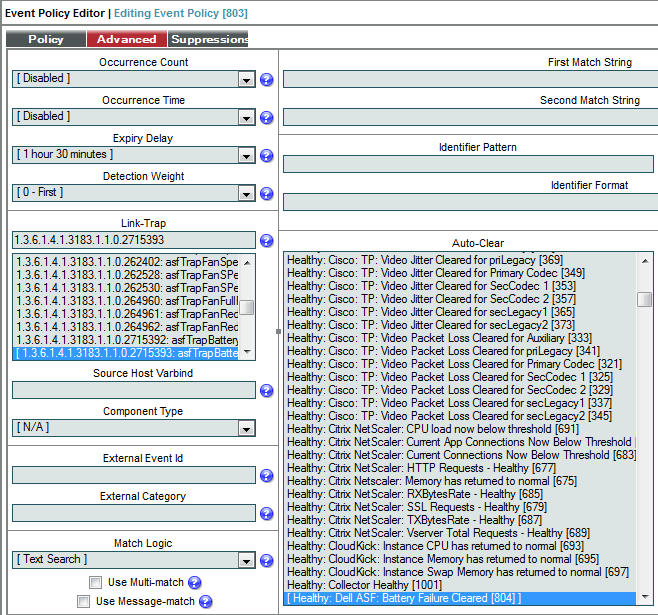 Event Policy Editor | Editing Event Policy [803]
Policy Advanced Suppressions
Occurrence Count
[ Disabled ]
Occurrence Time
[ Disabled ]
Expiry Delay
[ 1 hour 30 minutes ]
Detection Weight
[ 0 - First ]
Link-Trap
1.3.6.1.4.1.3183.1.1.0.2715393
1.3.6.1.4.1.3183.1.1.0.262402: asfTrapFanSpe
1.3.6.1.4.1.3183.1.1.0.262528: asfTrapFanSPe
1.3.6.1.4.1.3183.1.1.0.262530: asfTrapFanSPe
1.3.6.1.4.1.3183.1.1.0.264960: asfTrapFanFull
1.3.6.1.4.1.3183.1.1.0.264961: asfTrapFanRec
1.3.6.1.4.1.3183.1.1.0.264962: asfTrapFanRec
1.3.6.1.4.1.3183.1.1.0.2715392: asfTrapBattery
[ 1.3.6.1.4.1.3183.1.1.0.2715393: asfTrapBatte
Source Host Varbind
Component Type
[ N/A ]
External Event Id
External Category
Match Logic
[ Text Search ]
Use Multi-match
Use Message-match
First Match String
Second Match String
Identifier Pattern
Identifier Format
Auto-Clear
Healthy: Cisco: TP: Video Jitter Cleared for priLegacy [369]
Healthy: Cisco: TP: Video Jitter Cleared for Primary Codec [349]
Healthy: Cisco: TP: Video Jitter Cleared for SecCodec 1 [353]
Healthy: Cisco: TP: Video Jitter Cleared for SecCodec 2 [357]
Healthy: Cisco: TP: Video Jitter Cleared for secLegacy1 [365]
Healthy: Cisco: TP: Video Jitter Cleared for secLegacy2 [373]
Healthy: Cisco: TP: Video Packet Loss Cleared for Auxiliary [333]
Healthy: Cisco: TP: Video Packet Loss Cleared for priLegacy [341]
Healthy: Cisco: TP: Video Packet Loss Cleared for Primary Codec [321]
Healthy: Cisco: TP: Video Packet Loss Cleared for SecCodec 1 [325]
Healthy: Cisco: TP: Video Packet Loss Cleared for SecCodec 2 [329]
Healthy: Cisco: TP: Video Packet Loss Cleared for secLegacy1 [337]
Healthy: Cisco: TP: Video Packet Loss Cleared for secLegacy2 [345]
Healthy: Citrix NetScaler: CPU load now below threshold [691]
Healthy: Citrix NetScaler: Current App Connections Now Below Threshold [
Healthy: Citrix NetScaler: Current Connections Now Below Threshold [683]
Healthy: Citrix NetScaler: HTTP Requests - Healthy [677]
Healthy: Citrix Netscaler: Memory has returned to normal [675]
Healthy: Citrix NetScaler: RXBytesRate - Healthy [685]
Healthy: Citrix NetScaler: SSL Requests - Healthy [679]
Healthy: Citrix NetScaler: TXBytesRate - Healthy [687]
Healthy: Citrix NetScaler: Vserver Total Requests - Healthy [689]
Healthy: CloudKick: Instance CPU has returned to normal [693]
Healthy: CloudKick: Instance Memory has returned to normal [695]
Healthy: CloudKick: Instance Swap Memory has returned to normal [697]
Healthy: Collector Healthy [1001]
[ Healthy: Dell ASF: Battery Failure Cleared [804] ]